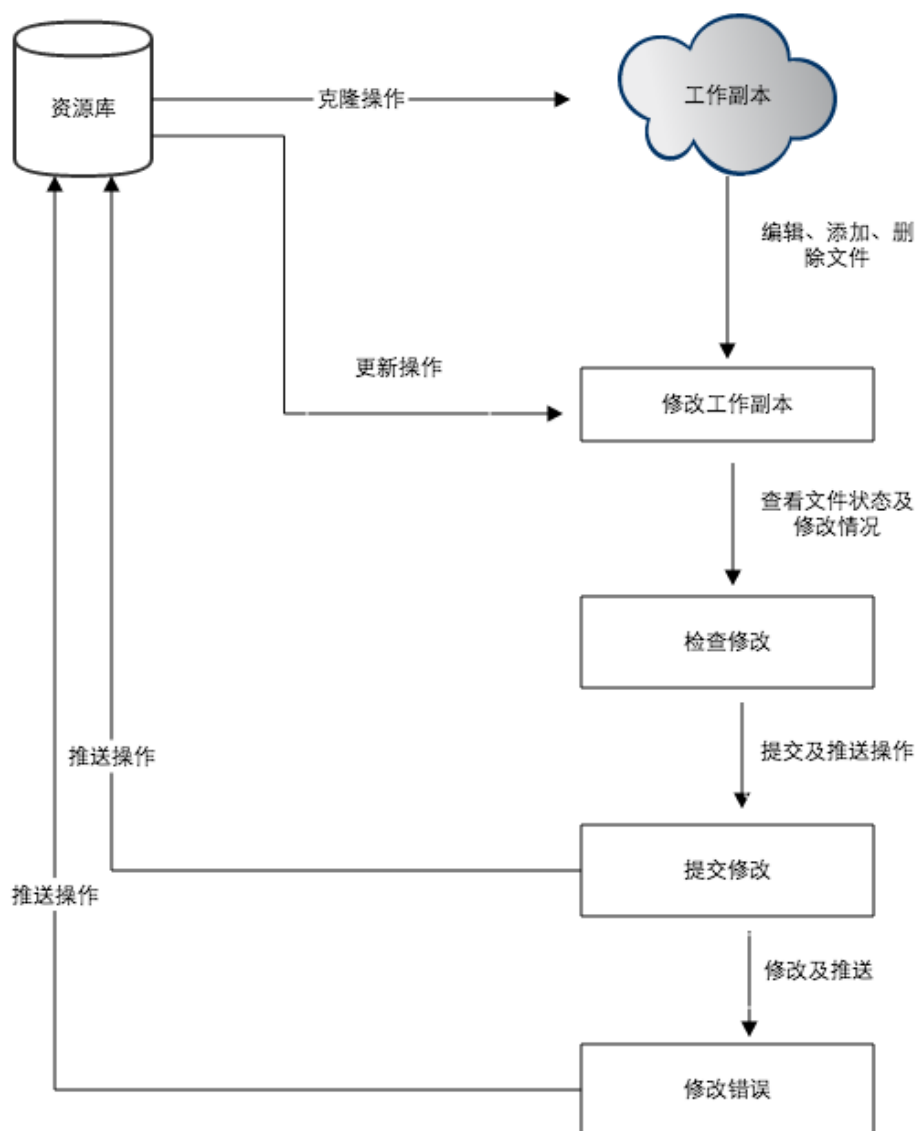 资源库
克隆操作
工作副本
编辑、添加、删
除文件
更新操作
修改工作副本
查看文件状态及
修改情况
检查修改
推送操作
提交及推送操作
提交修改
推送操作
修改及推送
修改错误